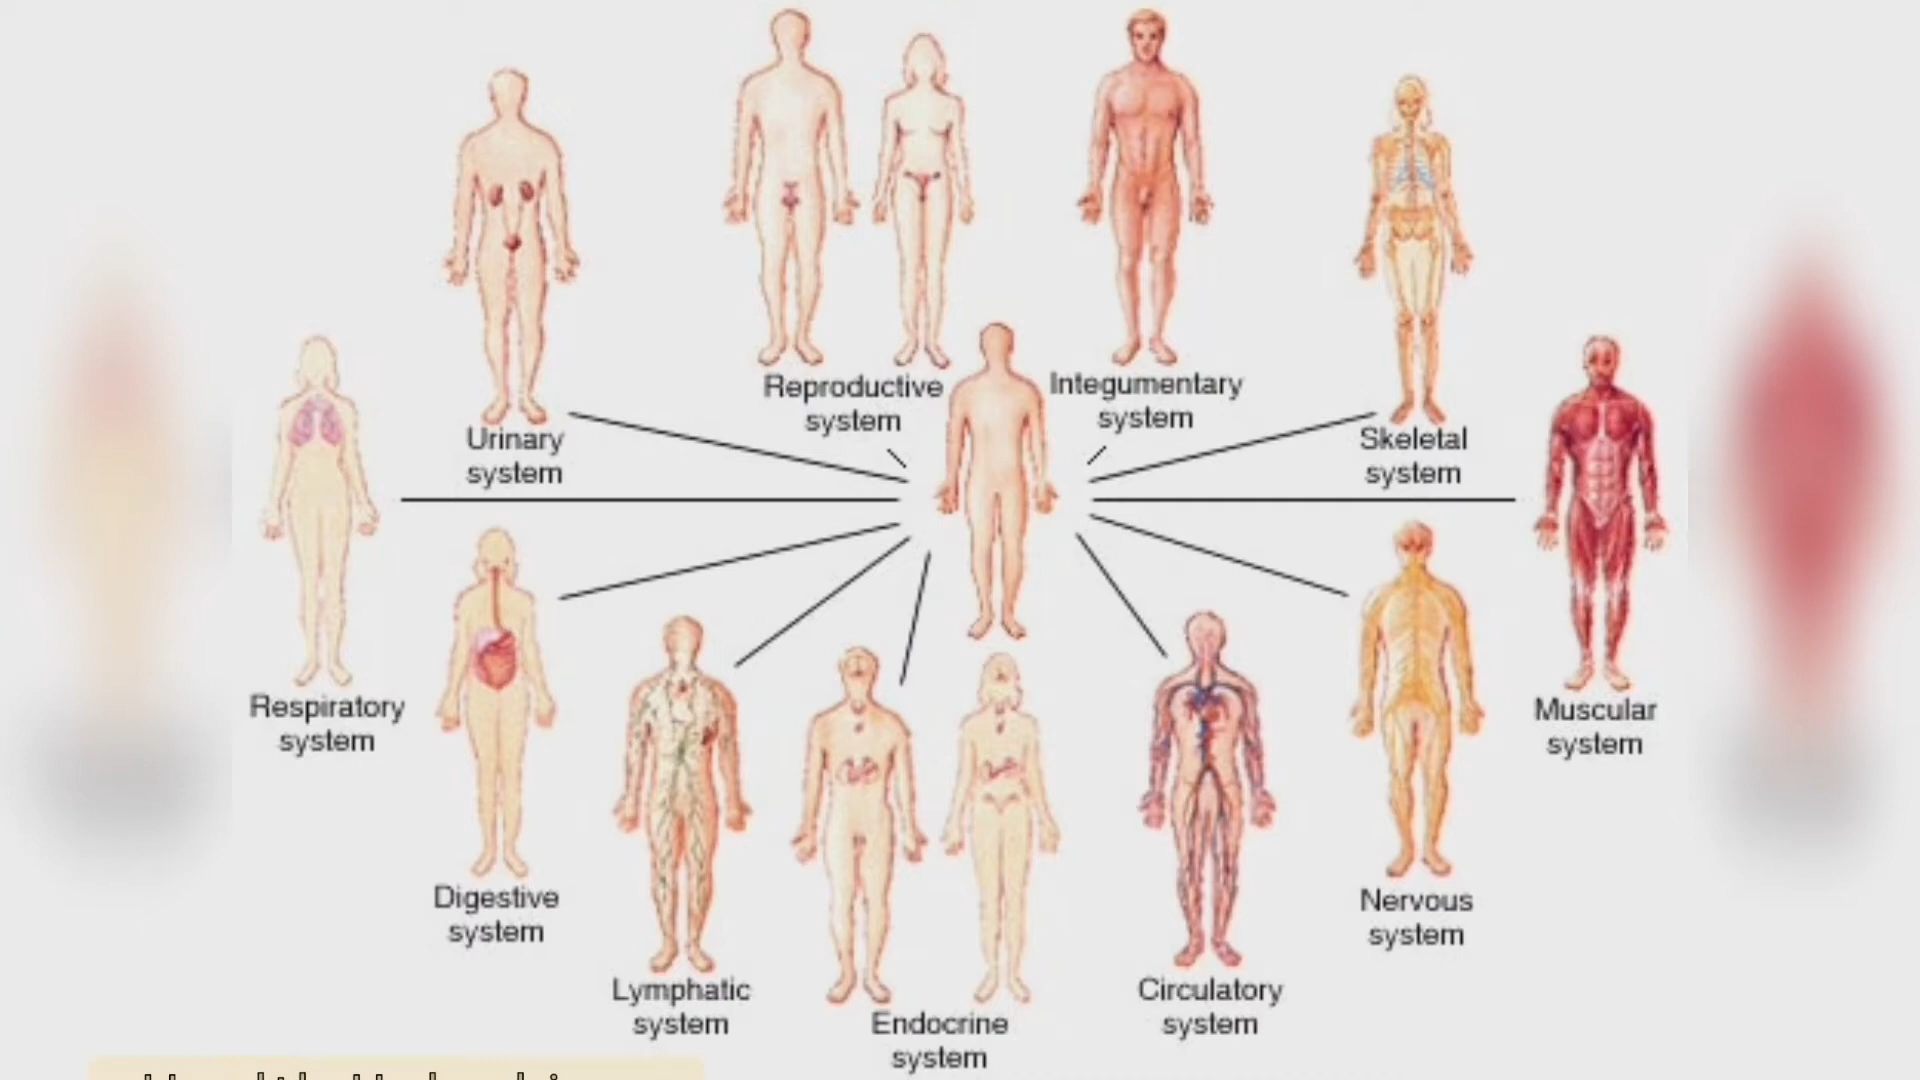 Reproductive
system
Integumentary
system
Urinary
system
Skeletal
system
Respiratory
system
Muscular
system
Digestive
system
Nervous
system
Lymphatic
system
Endocrine
system
Circulatory
system